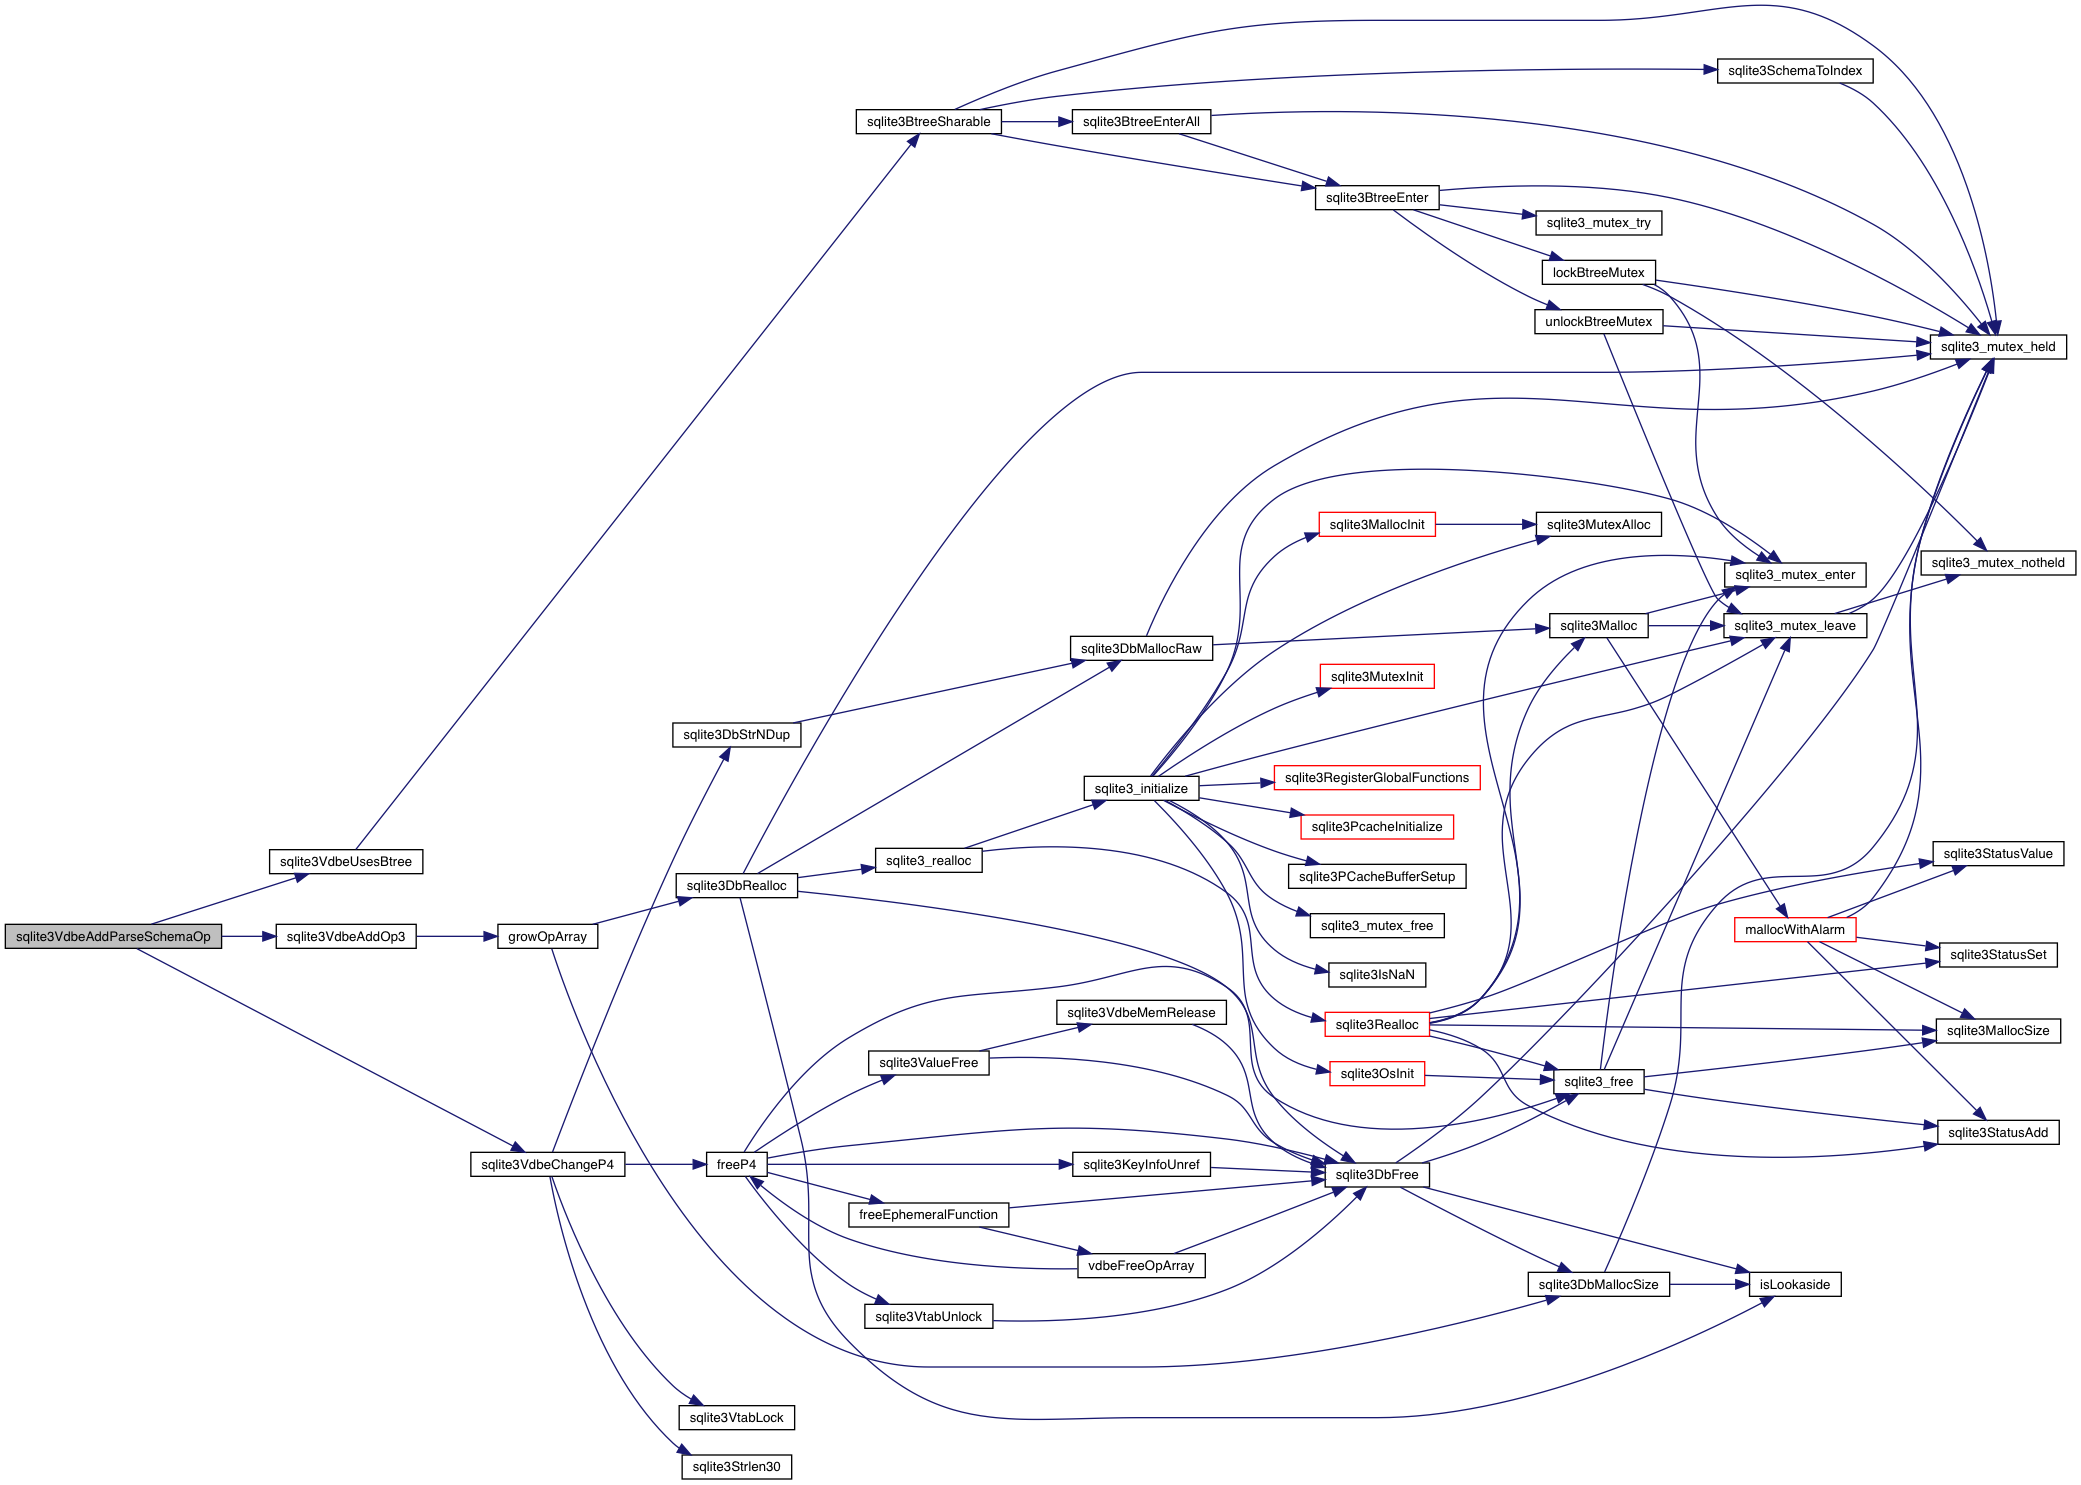 sqlite3SchemaToIndex
sqlite3BtreeSharable
sqlite3BtreeEnterAll
sqlite3BtreeEnter
sqlite3_mutex_try
lockBtreeMutex
unlockBtreeMutex
sqlite3_mutex_held
sqlite3MallocInit
sqlite3MutexAlloc
sqlite3_mutex_notheld
sqlite3_mutex_enter
sqlite3Malloc
sqlite3_mutex_leave
sqlite3DbMallocRaw
sqlite3MutexInit
sqlite3DbStrNDup
sqlite3RegisterGlobalFunctions
sqlite3_initialize
sqlite3PcacheInitialize
sqlite3StatusValue
sqlite3VdbeUsesBtree
sqlite3_realloc
sqlite3PCacheBufferSetup
sqlite3DbRealloc
sqlite3_mutex_free
mallocWithAlarm
sqlite3VdbeAddParseSchemaOp
sqlite3VdbeAddOp3
growOpArray
sqlite3StatusSet
sqlite3IsNaN
sqlite3VdbeMemRelease
sqlite3Realloc
sqlite3MallocSize
sqlite3ValueFree
sqlite3OsInit
sqlite3_free
sqlite3StatusAdd
sqlite3VdbeChangeP4
freeP4
sqlite3KeyInfoUnref
sqlite3DbFree
freeEphemeralFunction
vdbeFreeOpArray
sqlite3DbMallocSize
isLookaside
sqlite3VtabUnlock
sqlite3VtabLock
sqlite3Strlen30